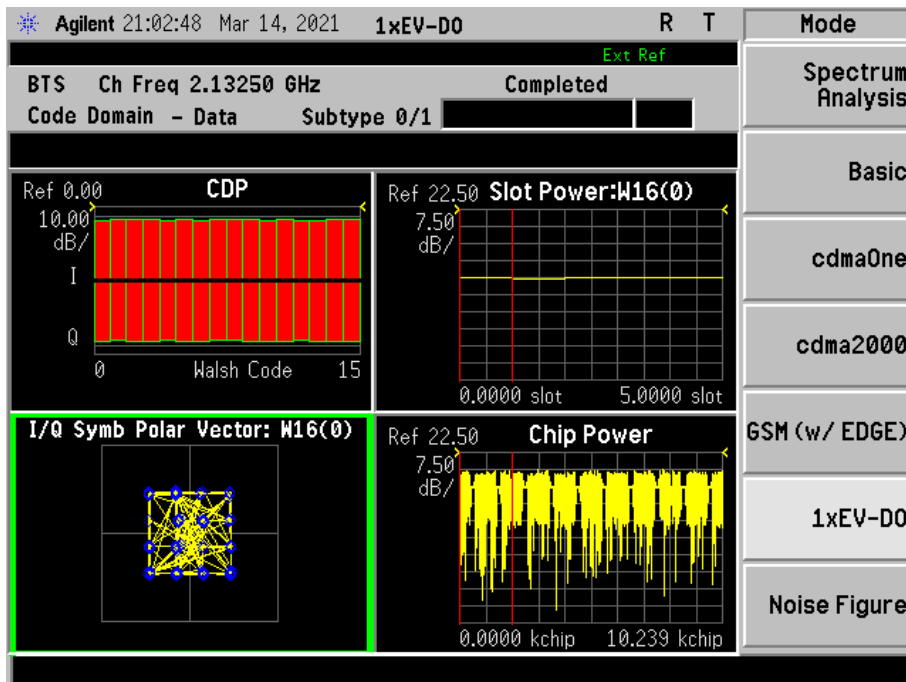 Agilent 21:02:48 Mar 14, 2021 1xEV-DO R T
Mode
Ext Ref
BTS Ch Freq 2.13250 GHz Completed
Code Domain - Data Subtype 0/1
Ref 0.00 CDP
10.00
dB/
I
Q
0 Walsh Code 15
Ref 22.50 Slot Power:W16(0)
7.50
dB/
0.0000 slot 5.0000 slot
I/Q Symb Polar Vector: W16(0)
Ref 22.50 Chip Power
7.50
dB/
0.0000 kchip 10.239 kchip
Spectrum
Analysis
Basic
cdmaOne
cdma2000
GSM (w/ EDGE)
1xEV-DO
Noise Figure